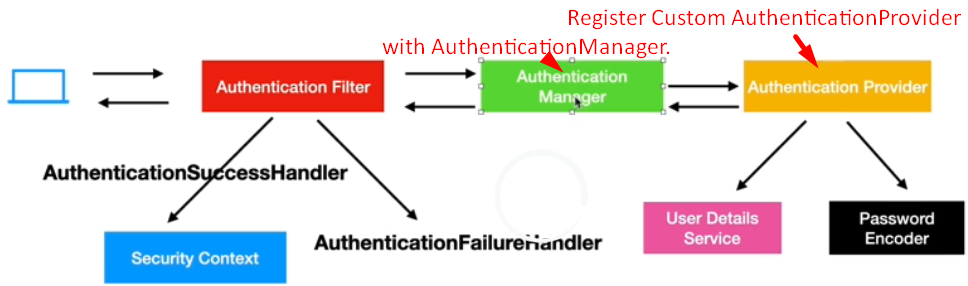 Register Custom AuthenticationProvider
with AuthenticationManager.
Authentication Filter
Authentication
Manager
Authentication Provider
AuthenticationSuccessHandler
User Details
Service
Password
Encoder
AuthenticationFailureHandler
Security Context